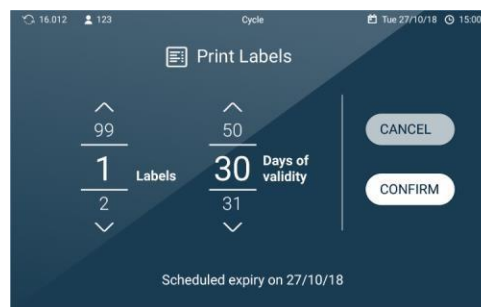 16.012 123 Cycle Tue 27/10/18 15:00
Print Labels
99 50
1 Labels 30 Days of validity
2 31
CANCEL
CONFIRM
Scheduled expiry on 27/10/18